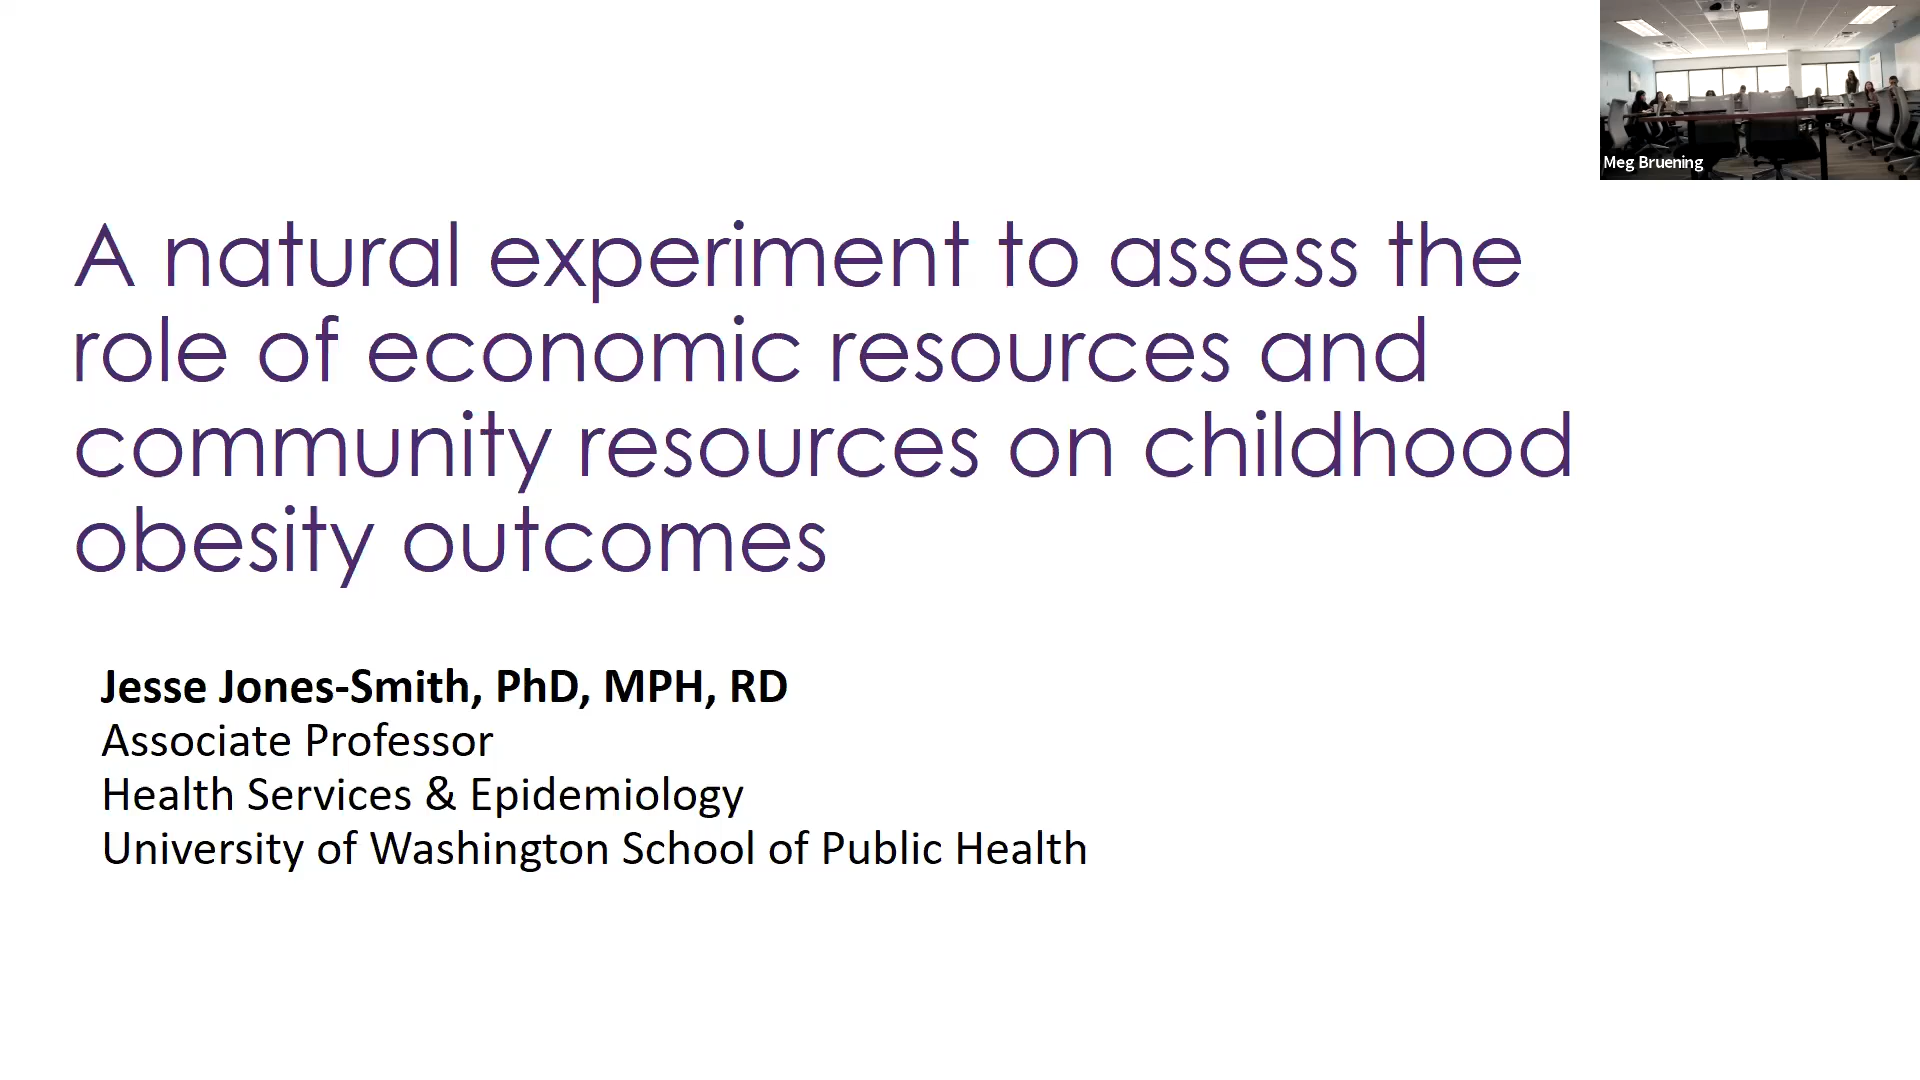 Meg Bruening
A natural experiment to assess the
role of economic resources and
community resources on childhood
obesity outcomes
Jesse Jones-Smith, PhD, MPH, RD
Associate Professor
Health Services & Epidemiology
University of Washington School of Public Health